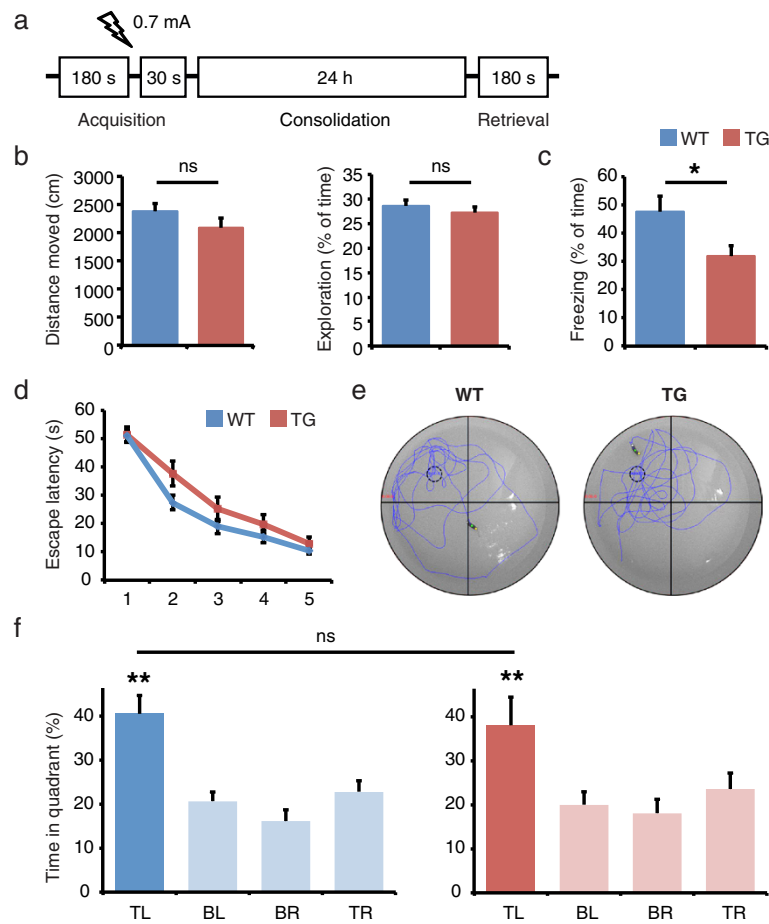 a
0.7 mA
180 s 30 s 24 h 180 s
Acquisition Consolidation Retrieval
WT TG
b
ns
Distance moved (cm)
3000
2500
2000
1500
1000
500
0
ns
Exploration (% of time)
35
30
25
20
15
10
5
0
c
*
Freezing (% of time)
60
50
40
30
20
10
0
d
WT TG
Escape latency (s)
60
50
40
30
20
10
0
1 2 3 4 5
e
WT TG
f
ns
**
Time in quadrant (%)
40
30
20
10
0
TL BL BR TR
**
40
30
20
10
0
TL BL BR TR